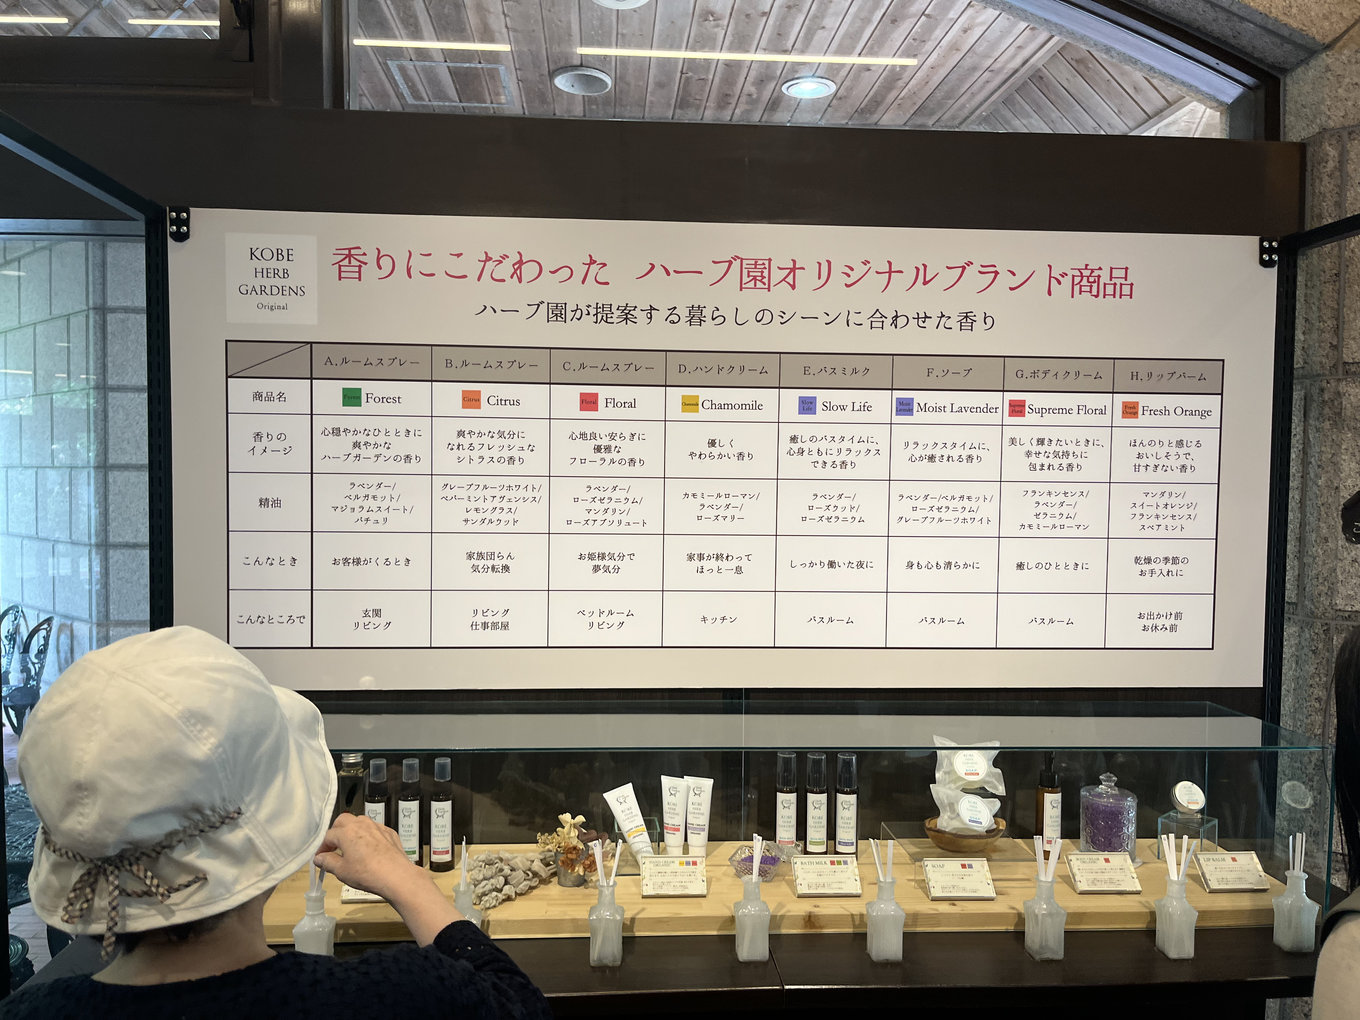 KOBE
HERB
GARDENS
Original
香りにこだわった ハーブ園オリジナルブランド商品
ハーブ園が提案する暮らしのシーンに合わせた香り
A.ルームスプレー B.ルームスプレー C.ルームスプレー D.ハンドクリーム E.バスミルク F.ソープ G.ボディクリーム H.リップバーム
商品名 Forest Forest Citrus Citrus Floral Floral Chamomile Chamomile Slow Life Slow Life Moist Lavender Moist Lavender Supreme Floral Supreme Floral Fresh Orange Fresh Orange
香りの
イメージ
心穏やかなひとときに
爽やかな
ハーブガーデンの香り
爽やかな気分に
なれるフレッシュな
シトラスの香り
心地良い安らぎに
優雅な
フローラルの香り
優しく
やわらかい香り
癒しのバスタイムに、
心身ともにリラックス
できる香り
リラックスタイムに、
心が癒される香り
美しく輝きたいときに、
幸せな気持ちに
包まれる香り
ほんのりと感じる
おいしそうで、
甘すぎない香り
精油
ラベンダー/
ベルガモット/
マジョラムスイート/
パチュリ
グレープフルーツホワイト/
ペパーミントアヴェンシス/
レモングラス/
サンダルウッド
ラベンダー/
ローズゼラニウム/
マンダリン/
ローズアブソリュート
カモミールローマン/
ラベンダー/
ローズマリー
ラベンダー/
ローズウッド/
ローズゼラニウム
ラベンダー/ベルガモット/
ローズゼラニウム/
グレープフルーツホワイト
フランキンセンス/
ラベンダー/
ゼラニウム/
カモミールローマン
マンダリン/
スイートオレンジ/
フランキンセンス/
スペアミント
こんなとき
お客様がくるとき
家族団らん
気分転換
お姫様気分で
夢気分
家事が終わって
ほっと一息
しっかり働いた夜に
身も心も清らかに
癒しのひとときに
乾燥の季節の
お手入れに
こんなところで
玄関
リビング
リビング
仕事部屋
ベッドルーム
リビング
キッチン
バスルーム
バスルーム
バスルーム
お出かけ前
お休み前
HAND CREAM
BATH MILK
SOAP
BODY CREAM
LIP BALM